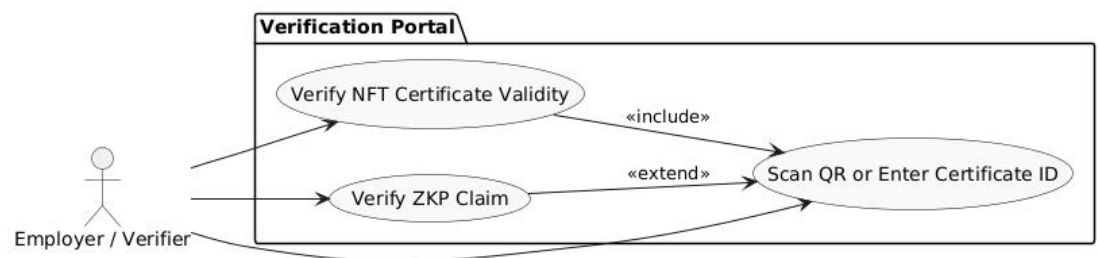 Verification Portal
Verify NFT Certificate Validity
«include»
Scan QR or Enter Certificate ID
«extend»
Verify ZKP Claim
Employer / Verifier